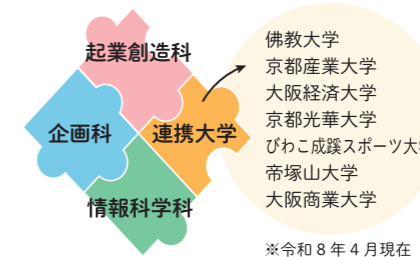 起業創造科
企画科
連携大学
情報科学科
佛教大学
京都産業大学
大阪経済大学
京都光華大学
びわこ成蹊スポーツ大学
帝塚山大学
大阪商業大学
※令和8年4月現在